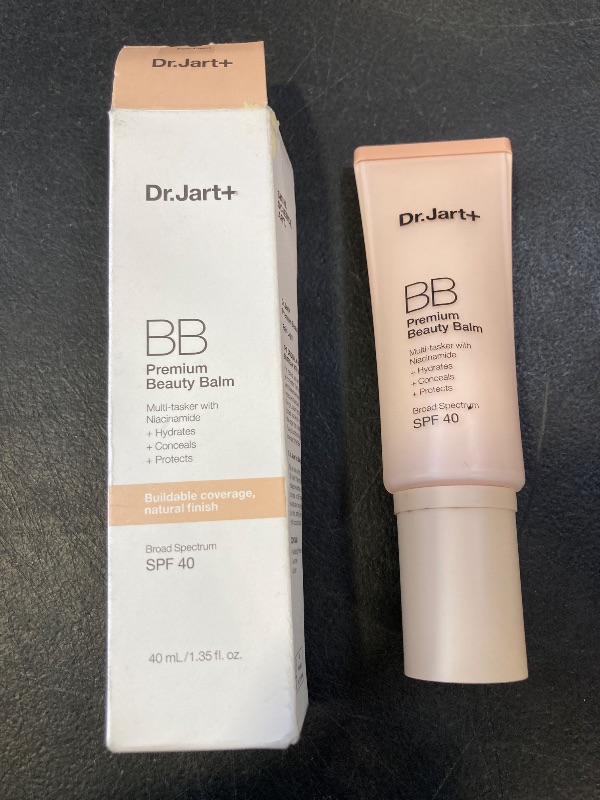 Dr.Jart+
Dr.Jart+
BB
Premium
Beauty Balm
Multi-tasker with
Niacinamide
+ Hydrates
+ Conceals
+ Protects
Buildable coverage,
natural finish
Broad Spectrum
SPF 40
40 mL/1.35 fl. oz.
Dr.Jart+
BB
Premium
Beauty Balm
Multi-tasker with
Niacinamide
+ Hydrates
+ Conceals
+ Protects
Broad Spectrum
SPF 40